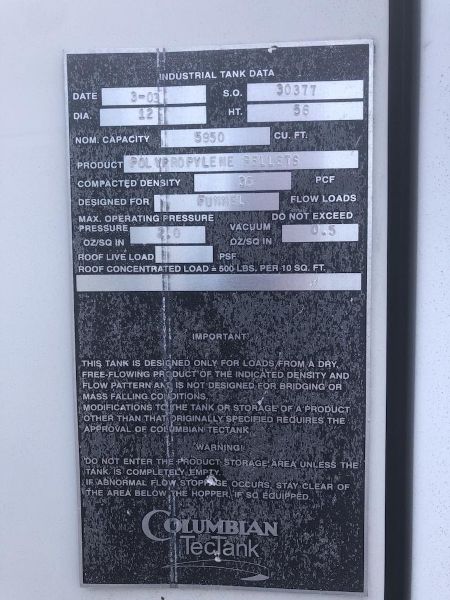 INDUSTRIAL TANK DATA
DATE 3-03 S.O. 30377
DIA. 12 HT. 56
NOM. CAPACITY 5950 CU. FT.
PRODUCT POLYPROPYLENE PELLETS
COMPACTED DENSITY 35 PCF
DESIGNED FOR FUNNEL FLOW LOADS
MAX. OPERATING PRESSURE DO NOT EXCEED
PRESSURE 2.0 VACUUM 0.5
OZ/SQ IN OZ/SQ IN
ROOF LIVE LOAD PSF
ROOF CONCENTRATED LOAD = 500 LBS. PER 10 SQ. FT.
IMPORTANT
THIS TANK IS DESIGNED ONLY FOR LOADS FROM A DRY
FREE-FLOWING PRODUCT OF THE INDICATED DENSITY AND
FLOW PATTERN AND IS NOT DESIGNED FOR BRIDGING OR
MASS FALLING CONDITIONS.
MODIFICATIONS TO THE TANK OR STORAGE OF A PRODUCT
OTHER THAN THAT ORIGINALLY SPECIFIED REQUIRES THE
APPROVAL OF COLUMBIAN TECTANK.
WARNING!
DO NOT ENTER THE PRODUCT STORAGE AREA UNLESS THE
TANK IS COMPLETELY EMPTY.
IF ABNORMAL FLOW STOPPAGE OCCURS, STAY CLEAR OF
THE AREA BELOW THE HOPPER, IF SO EQUIPPED.
COLUMBIAN
TecTank